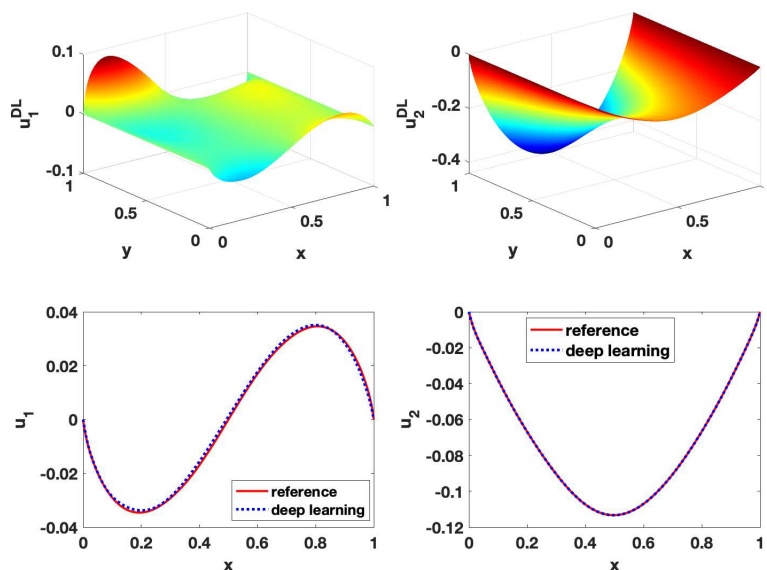 0.1
0
-0.1
u₁ᴰᴸ
1
0.5
0
y
0
0.5
1
x
0
-0.2
-0.4
u₂ᴰᴸ
1
0.5
0
y
0
0.5
1
x
0.04
0.02
0
-0.02
-0.04
u₁
reference
deep learning
0 0.2 0.4 0.6 0.8 1
x
0
-0.02
-0.04
-0.06
-0.08
-0.1
-0.12
u₂
reference
deep learning
0 0.2 0.4 0.6 0.8 1
x